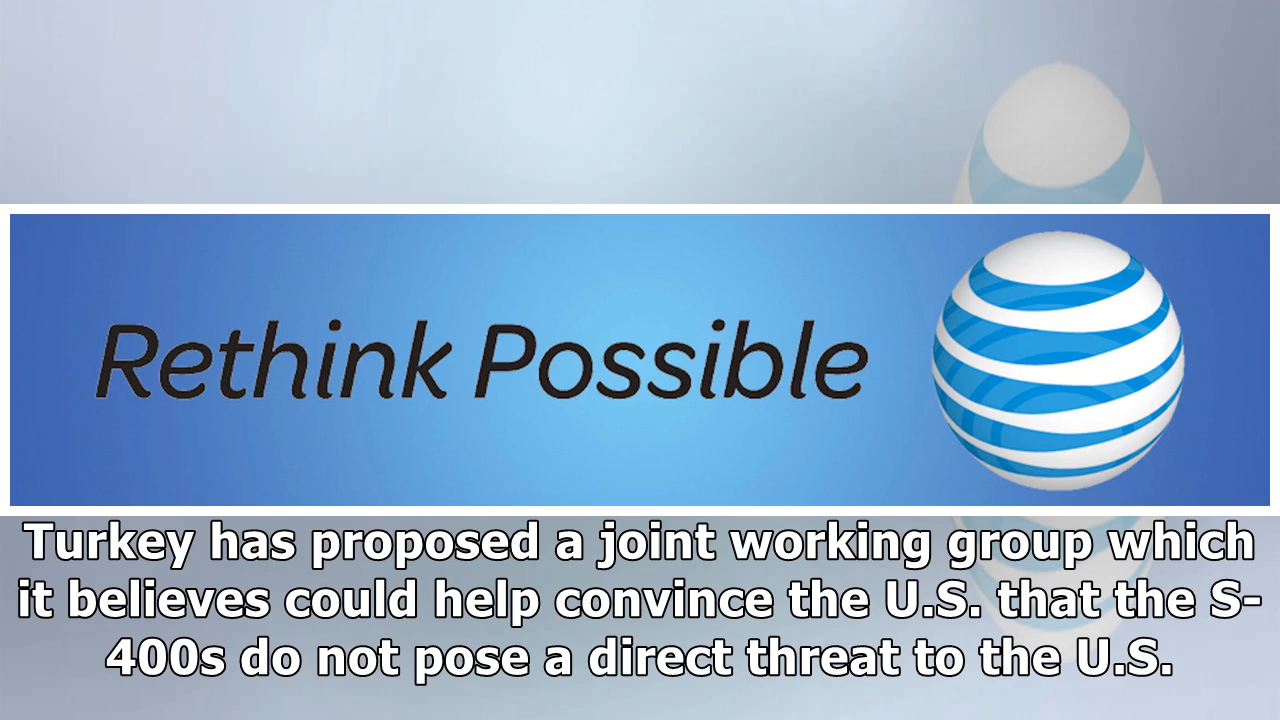 Rethink Possible
Turkey has proposed a joint working group which
it believes could help convince the U.S. that the S-
400s do not pose a direct threat to the U.S.